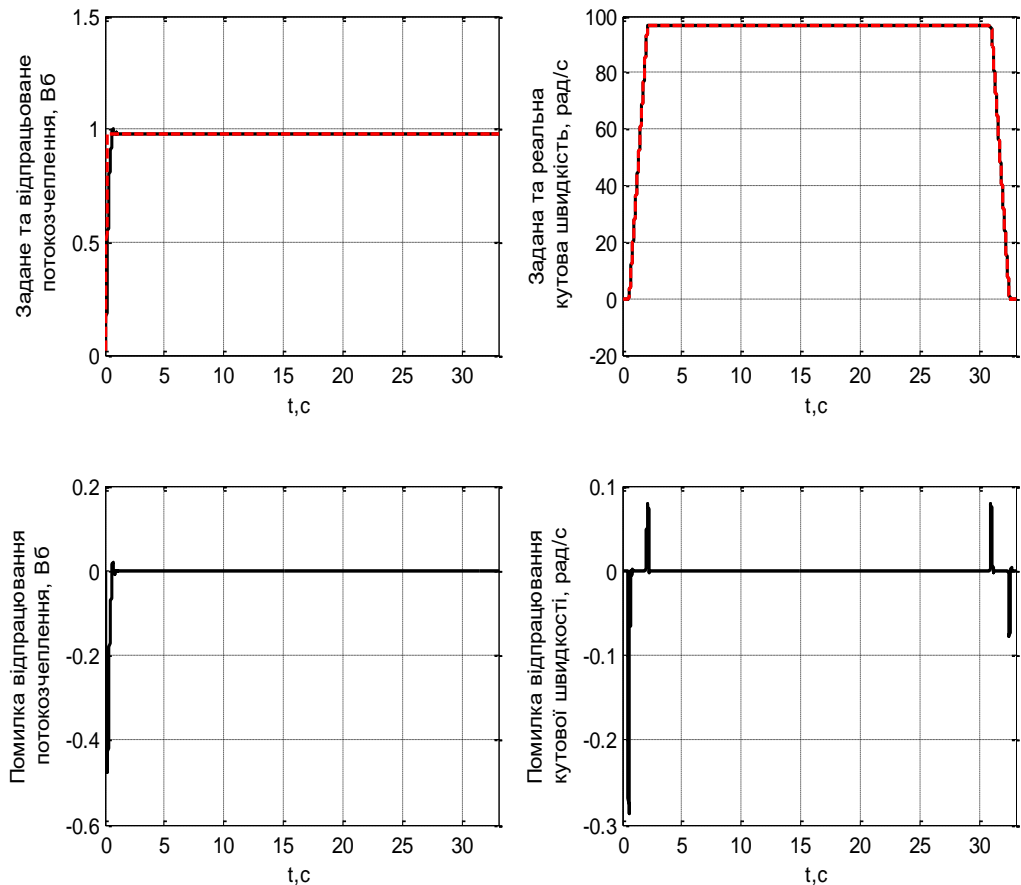 Задане та відпрацьоване
потокозчеплення, Вб
1.5
1
0.5
0
0 5 10 15 20 25 30
t,c
Задана та реальна
кутова швидкість, рад/с
100
80
60
40
20
0
-20
0 5 10 15 20 25 30
t,c
Помилка відпрацювання
потокозчеплення, Вб
0.2
0
-0.2
-0.4
-0.6
0 5 10 15 20 25 30
t,c
Помилка відпрацювання
кутової швидкості, рад/с
0.1
0
-0.1
-0.2
-0.3
0 5 10 15 20 25 30
t,c